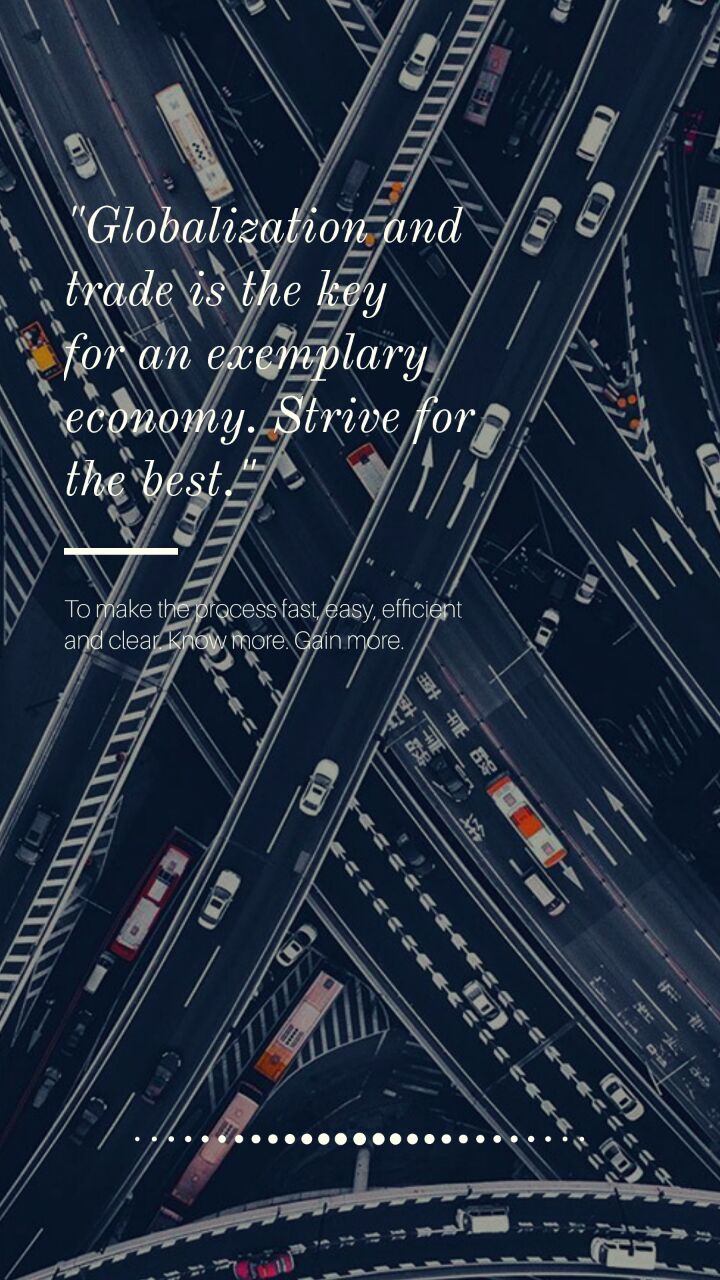 "Globalization and
trade is the key
for an exemplary
economy. Strive for
the best."
To make the process fast, easy, efficient
and clear. Know more. Gain more.